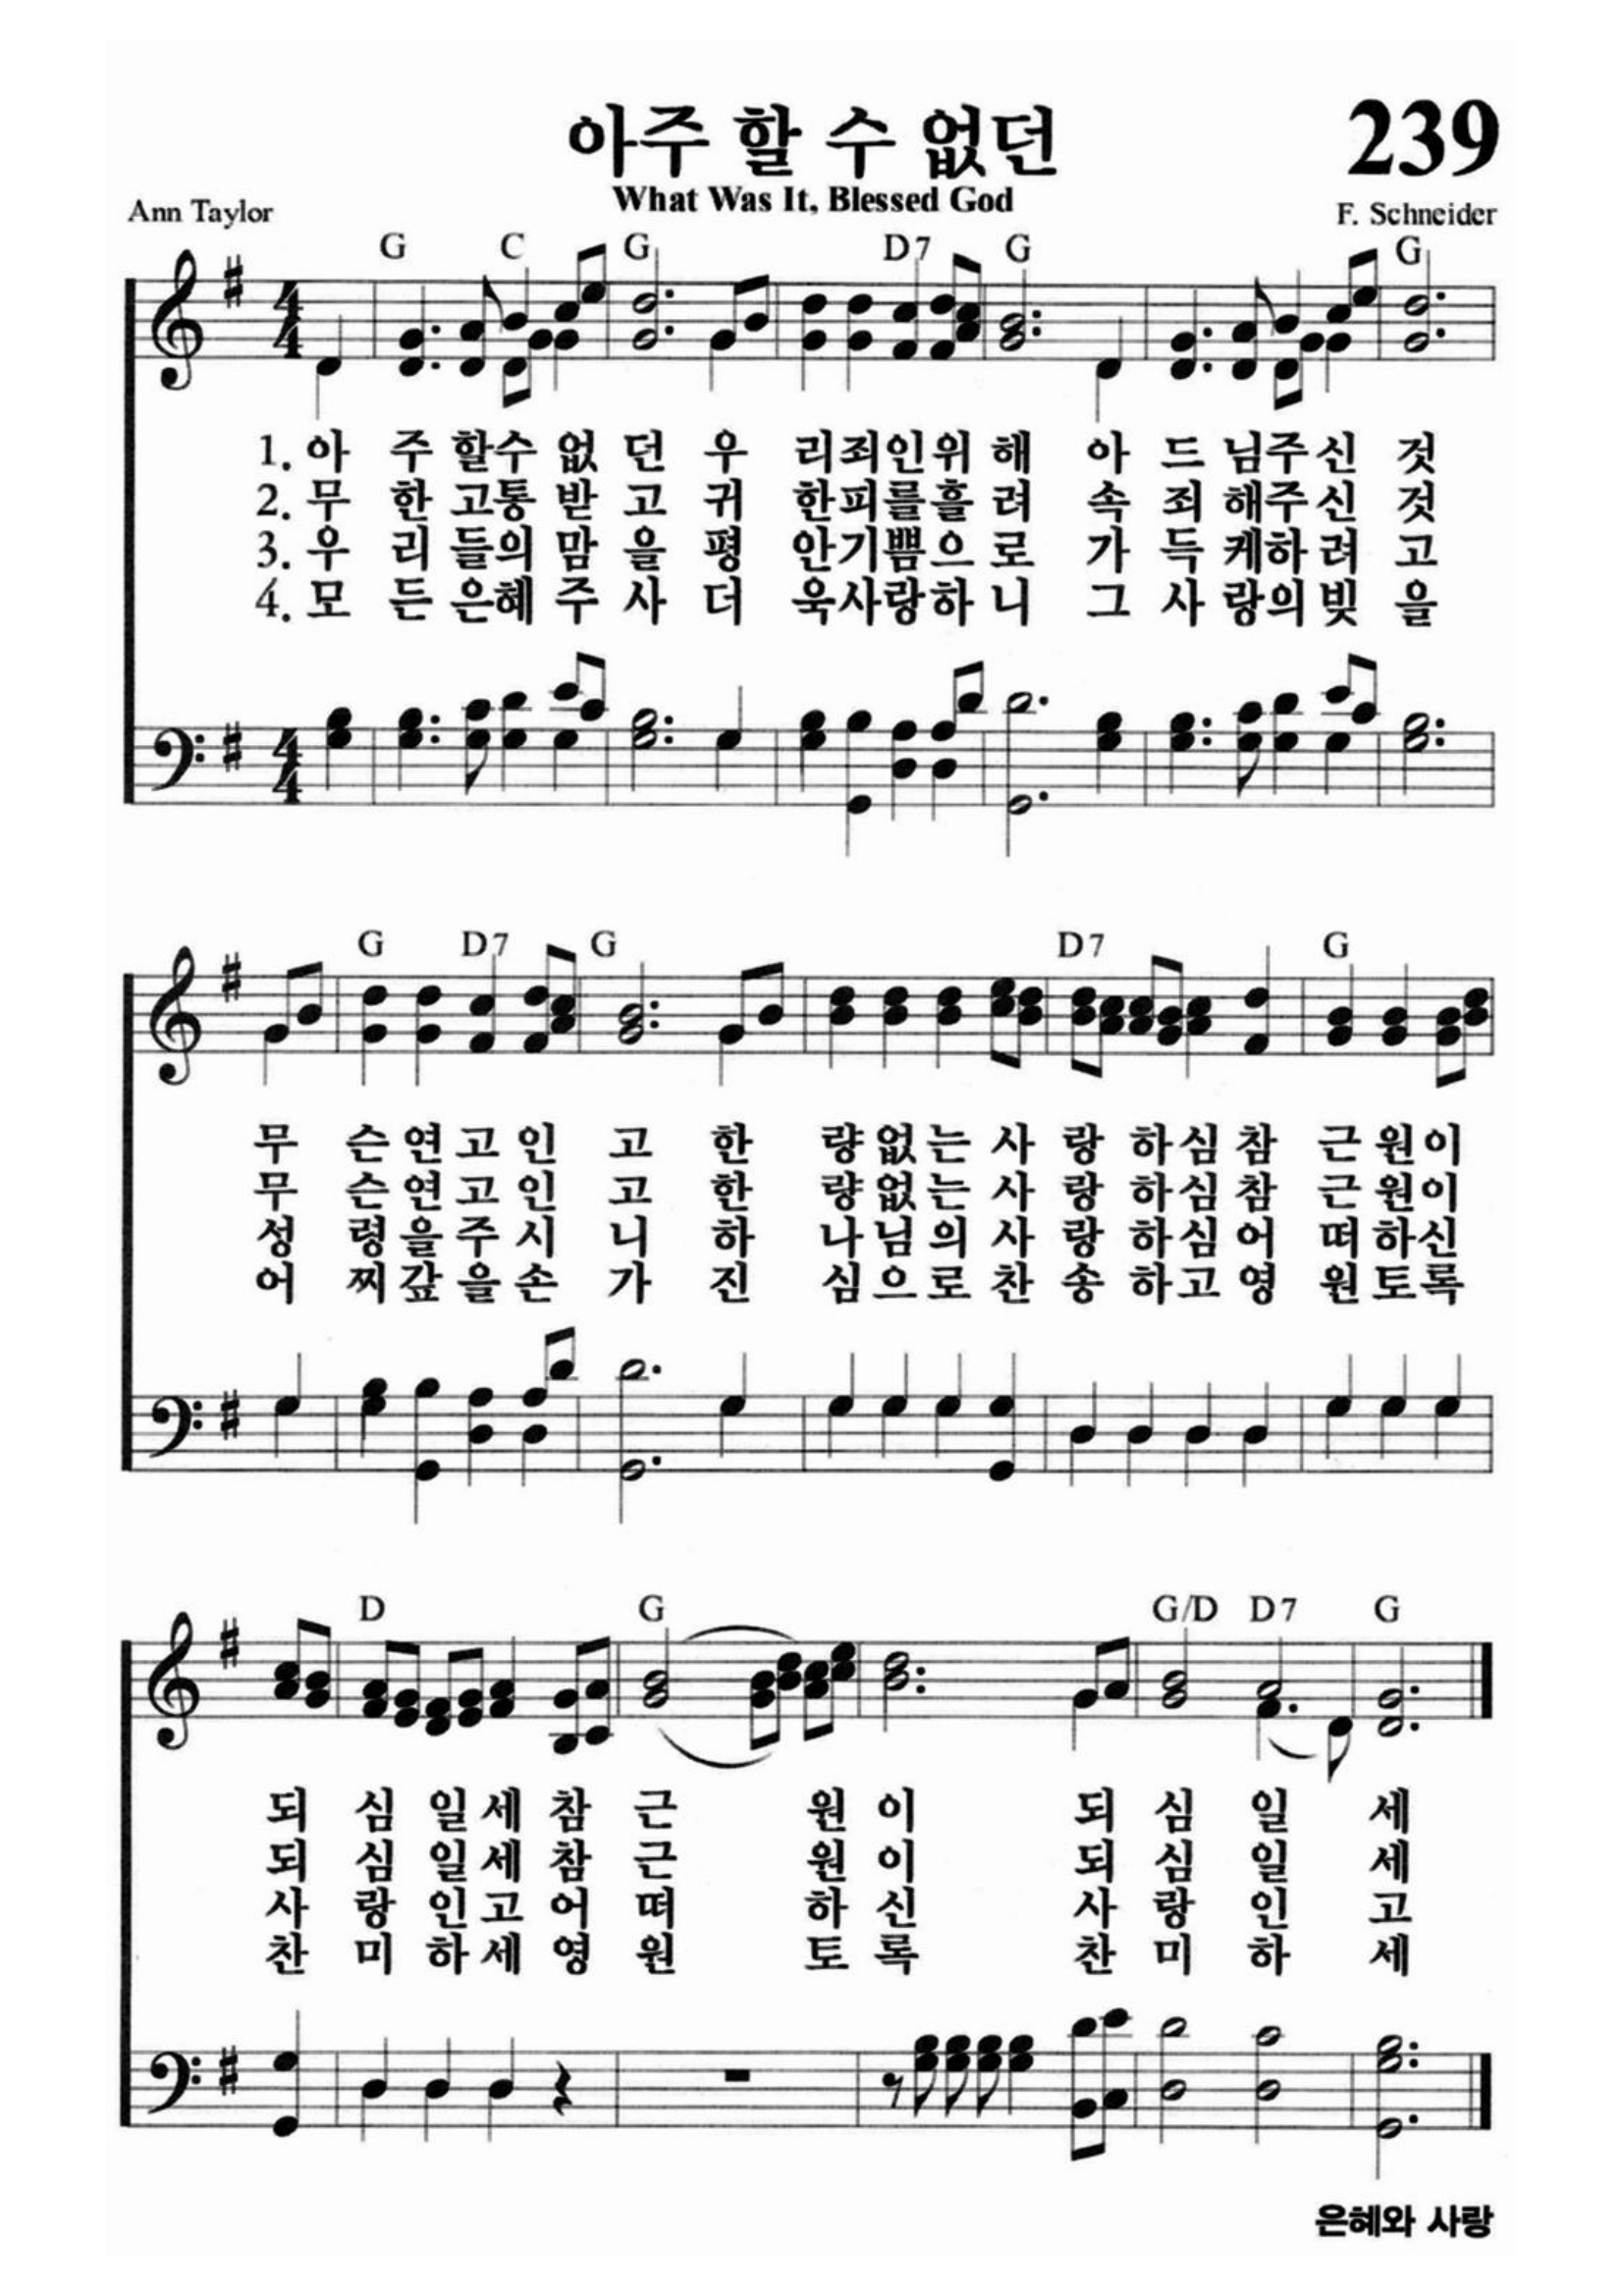 아주 할 수 없던
239
What Was It, Blessed God
Ann Taylor
F. Schneider
G C G D7 G G
4 4
1. 아 주 할수 없 던 우 리죄인위 해 아 드 님주신 것
2. 무 한 고통 받 고 귀 한피를흘 려 속 죄 해주신 것
3. 우 리 들의 맘 을 평 안기쁨으 로 가 득 케하려 고
4. 모 든 은혜 주 사 더 욱사랑하 니 그 사 랑의빚 을
4 4
G D7 G D7 G
무 슨연고인 고 한 량없는사 랑 하심참 근원이
무 슨연고인 고 한 량없는사 랑 하심참 근원이
성 령을주시 니 하 나님의사 랑 하심어 떠하신
어 찌갚을손 가 진 심으로찬 송 하고영 원토록
D G G/D D7 G
되 심 일세 참 근 원 이 되 심 일 세
되 심 일세 참 근 원 이 되 심 일 세
사 랑 인고 어 떠 하 신 사 랑 인 고
찬 미 하세 영 원 토 록 찬 미 하 세
은혜와 사랑